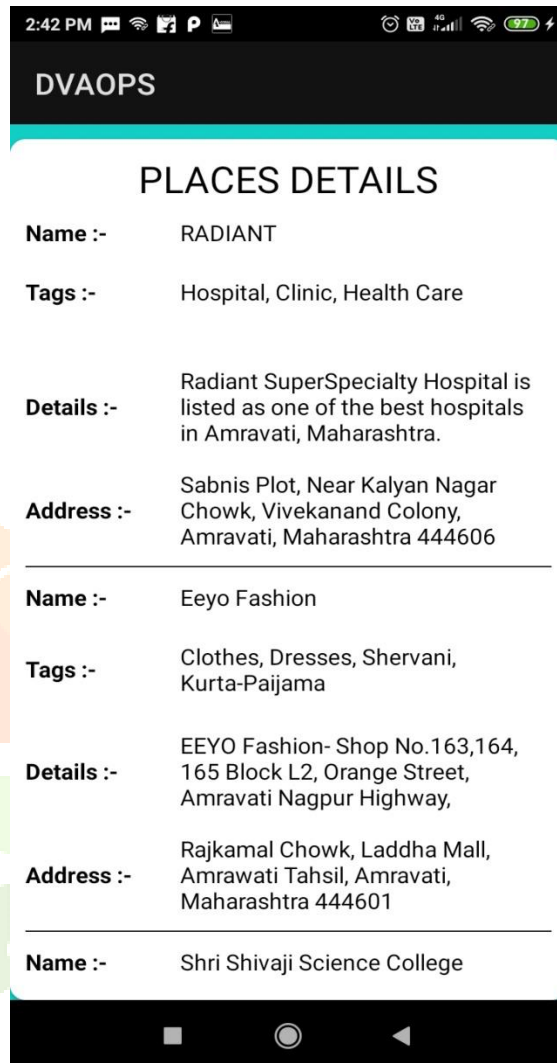 2:42 PM
Vo LTE 4G 97
DVAOPS
PLACES DETAILS
Name :- RADIANT
Tags :- Hospital, Clinic, Health Care
Details :- Radiant SuperSpecialty Hospital is
listed as one of the best hospitals
in Amravati, Maharashtra.
Address :- Sabnis Plot, Near Kalyan Nagar
Chowk, Vivekanand Colony,
Amravati, Maharashtra 444606
Name :- Eeyo Fashion
Tags :- Clothes, Dresses, Shervani,
Kurta-Paijama
Details :- EEYO Fashion- Shop No.163,164,
165 Block L2, Orange Street,
Amravati Nagpur Highway,
Address :- Rajkamal Chowk, Laddha Mall,
Amrawati Tahsil, Amravati,
Maharashtra 444601
Name :- Shri Shivaji Science College